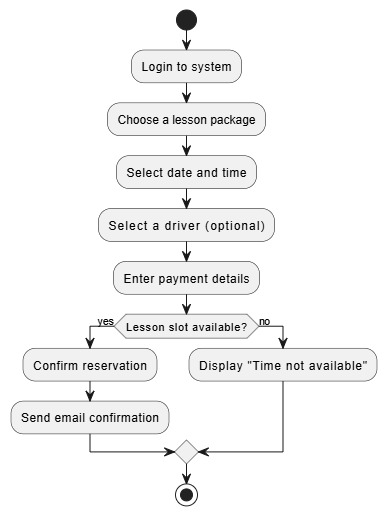 Login to system
Choose a lesson package
Select date and time
Select a driver (optional)
Enter payment details
Lesson slot available?
yes
no
Confirm reservation
Display "Time not available"
Send email confirmation